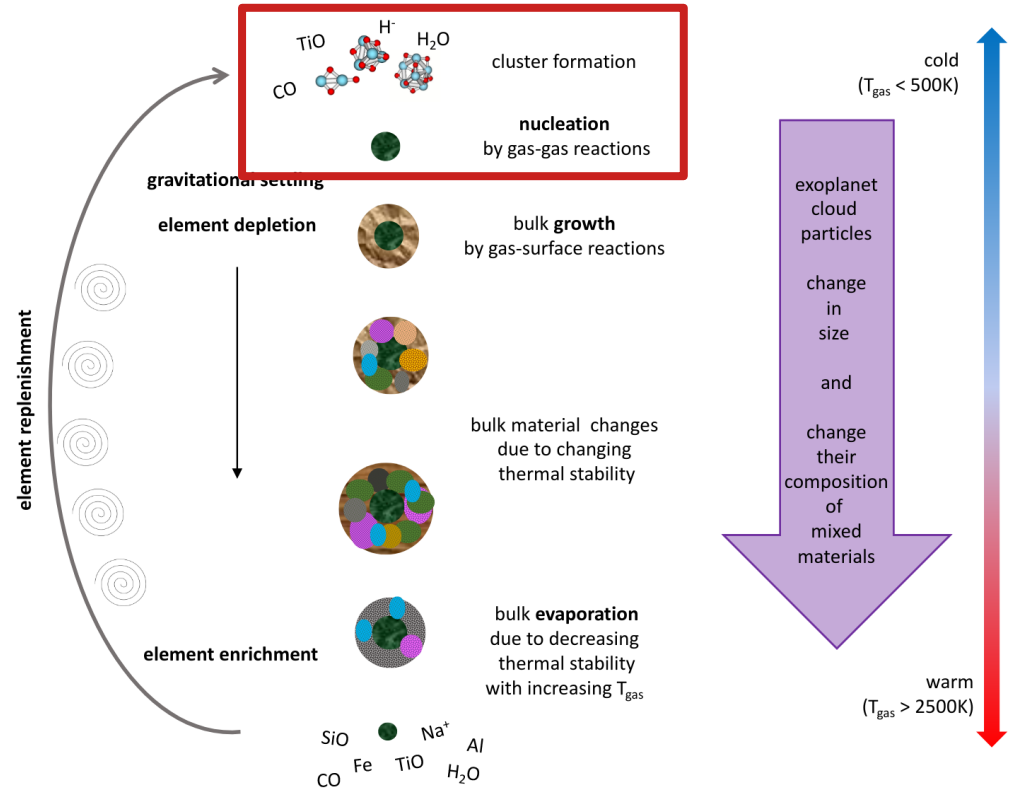 TiO
H⁻
H₂O
CO
cluster formation
nucleation
by gas-gas reactions
gravitational settling
element depletion
bulk growth
by gas-surface reactions
element replenishment
bulk material changes
due to changing
thermal stability
element enrichment
bulk evaporation
due to decreasing
thermal stability
with increasing T_gas
SiO
Na⁺
Al
Fe
TiO
CO
H₂O
cold
(T_gas < 500K)
exoplanet
cloud
particles
change
in
size
and
change
their
composition
of
mixed
materials
warm
(T_gas > 2500K)